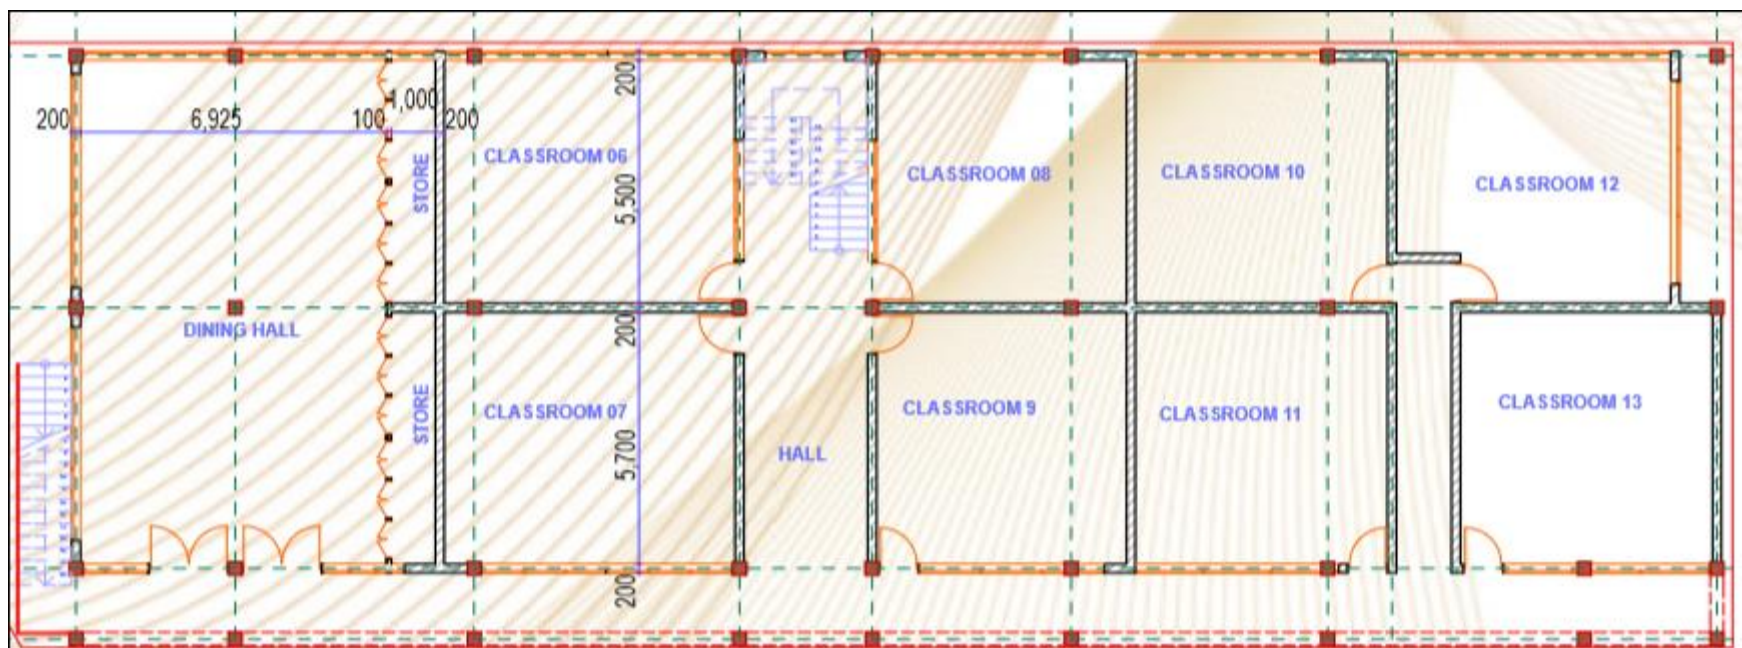 200
6,925
100
1,000
200
200
CLASSROOM 06
STORE
5,500
CLASSROOM 08
CLASSROOM 10
CLASSROOM 12
DINING HALL
200
STORE
CLASSROOM 07
5,700
HALL
CLASSROOM 9
CLASSROOM 11
CLASSROOM 13
200